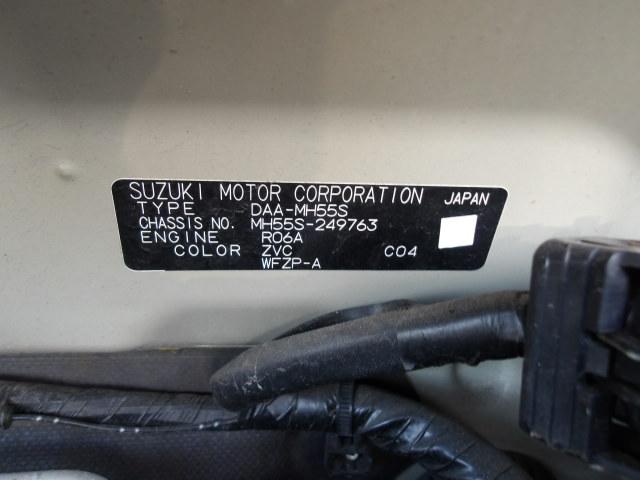 SUZUKI MOTOR CORPORATION JAPAN
TYPE DAA-MH55S
CHASSIS NO. MH55S-249763
ENGINE R06A
COLOR ZVC C04
WFZP-A